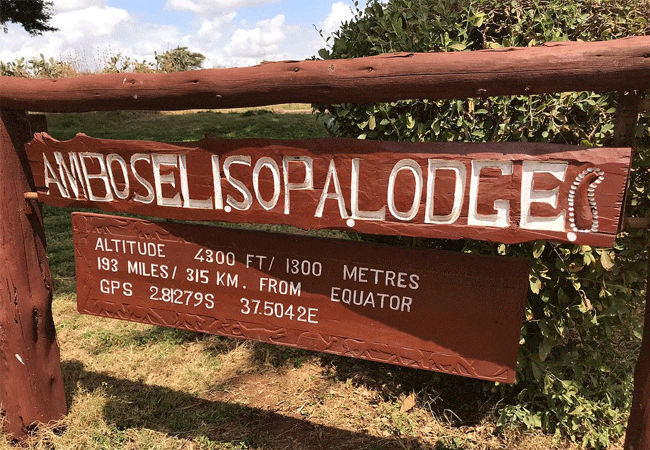 AMBOSELI.SOPA.LODGE.
ALTITUDE 4300 FT/ 1300 METRES
193 MILES/ 315 KM. FROM EQUATOR
GPS 2.81279S 37.5042E